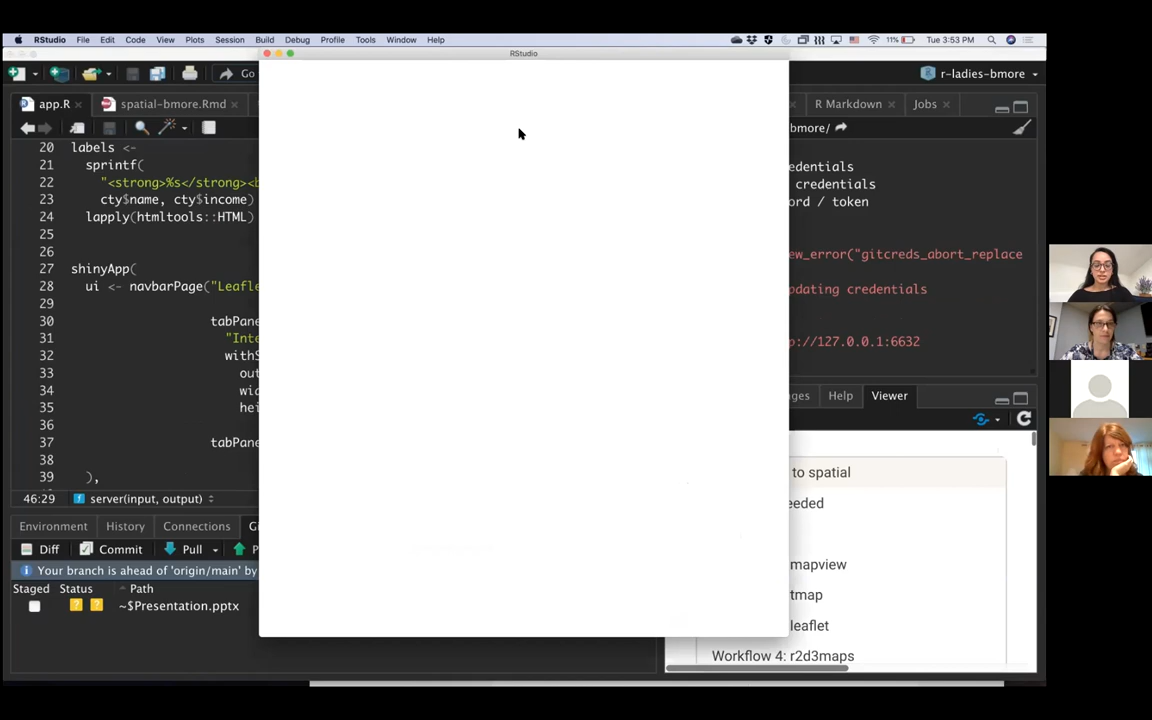 RStudio File Edit Code View Plots Session Build Debug Profile Tools Window Help 11% Tue 3:53 PM
RStudio
Go
r-ladies-bmore
app.R spatial-bmore.Rmd
R Markdown Jobs
bmore/
20 labels <-
21 sprintf(
22 "<strong>%s</strong><b
23 cty$name, cty$income)
24 lapply(htmltools::HTML)
25
26
27 shinyApp(
28 ui <- navbarPage("Leafle
29
30 tabPane
31 "Inte
32 withS
33 out
34 wid
35 hei
36
37 tabPane
38
39 ),
46:29 server(input, output)
edentials
credentials
ord / token
ew_error("gitcreds_abort_replace
pdating credentials
p://127.0.0.1:6632
Environment History Connections Gi
Diff Commit Pull P
Your branch is ahead of 'origin/main' by
Staged Status Path
? ? ~$Presentation.pptx
ges Help Viewer
to spatial
eeded
mapview
tmap
leaflet
Workflow 4: r2d3maps